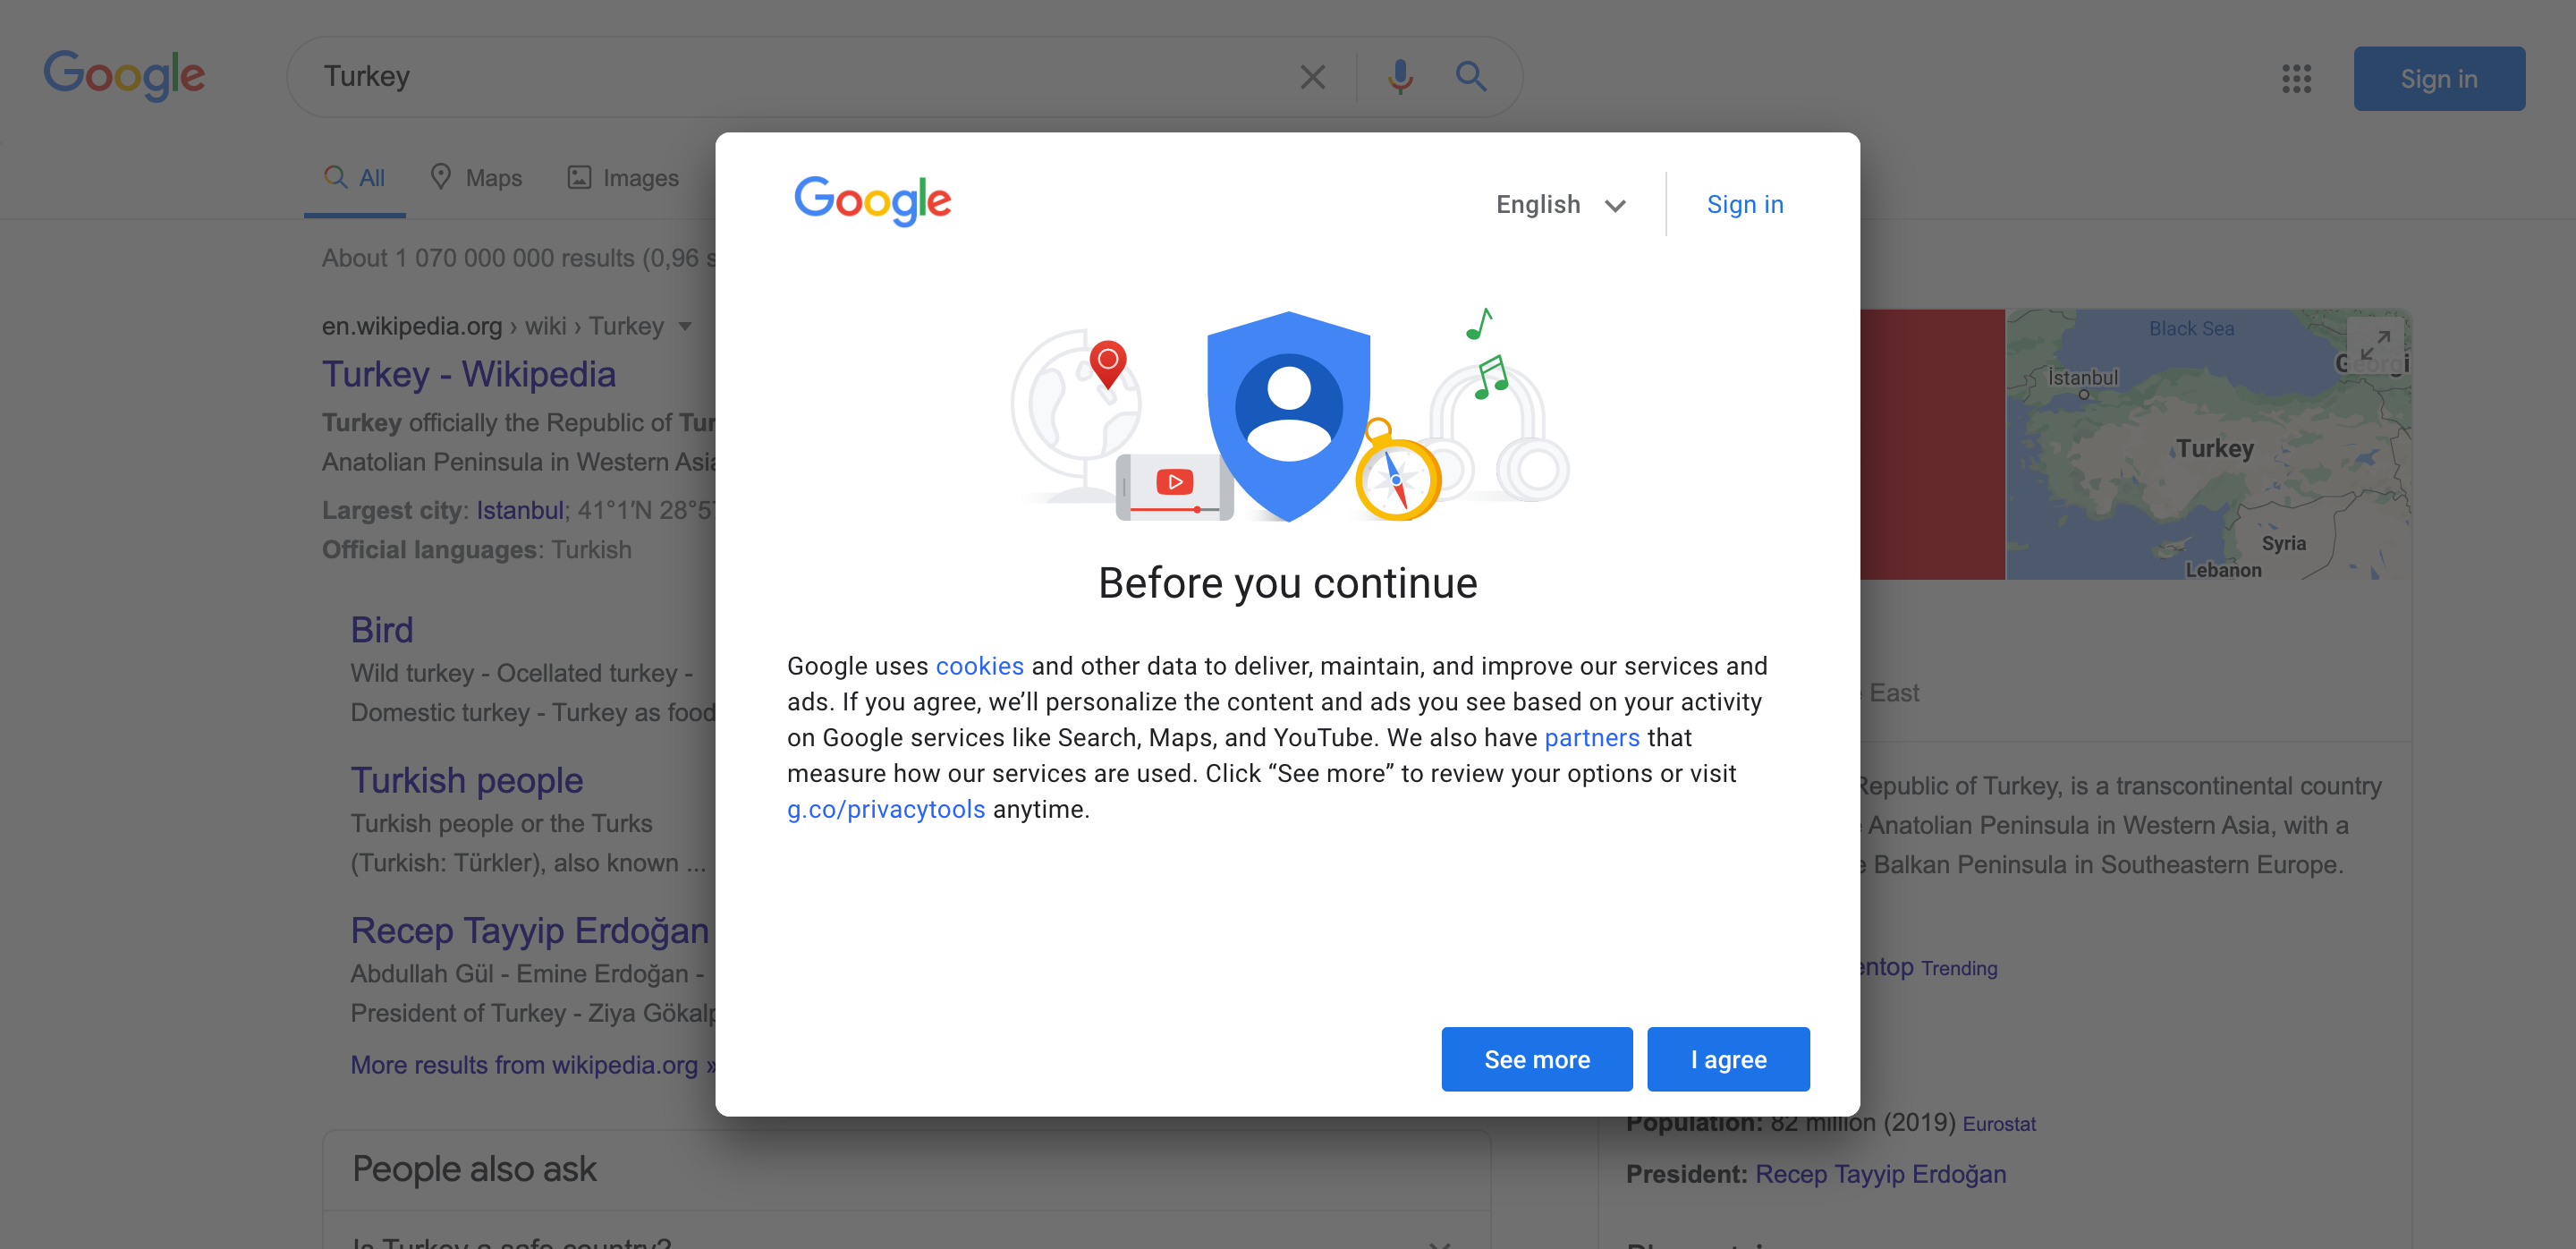 Google
Turkey
Sign in
All
Maps
Images
About 1 070 000 000 results (0,96
en.wikipedia.org › wiki › Turkey
Turkey - Wikipedia
Turkey officially the Republic of
Anatolian Peninsula in Western
Largest city: Istanbul; 41°1′N
Official languages: Turkish
Bird
Wild turkey - Ocellated turkey -
Domestic turkey - Turkey as food
Turkish people
Turkish people or the Turks
(Turkish: Türkler), also known ...
Recep Tayyip Erdoğan
Abdullah Gül - Emine Erdoğan -
President of Turkey - Ziya Gökalp
More results from wikipedia.org »
People also ask
Is Turkey a safe country?
Google
English
Sign in
Before you continue
Google uses cookies and other data to deliver, maintain, and improve our services and
ads. If you agree, we’ll personalize the content and ads you see based on your activity
on Google services like Search, Maps, and YouTube. We also have partners that
measure how our services are used. Click “See more” to review your options or visit
g.co/privacytools anytime.
See more
I agree
Black Sea
İstanbul
Turkey
Syria
Lebanon
East
Republic of Turkey, is a transcontinental country
Anatolian Peninsula in Western Asia, with a
Balkan Peninsula in Southeastern Europe.
Trending
Population: 82 million (2019) Eurostat
President: Recep Tayyip Erdoğan